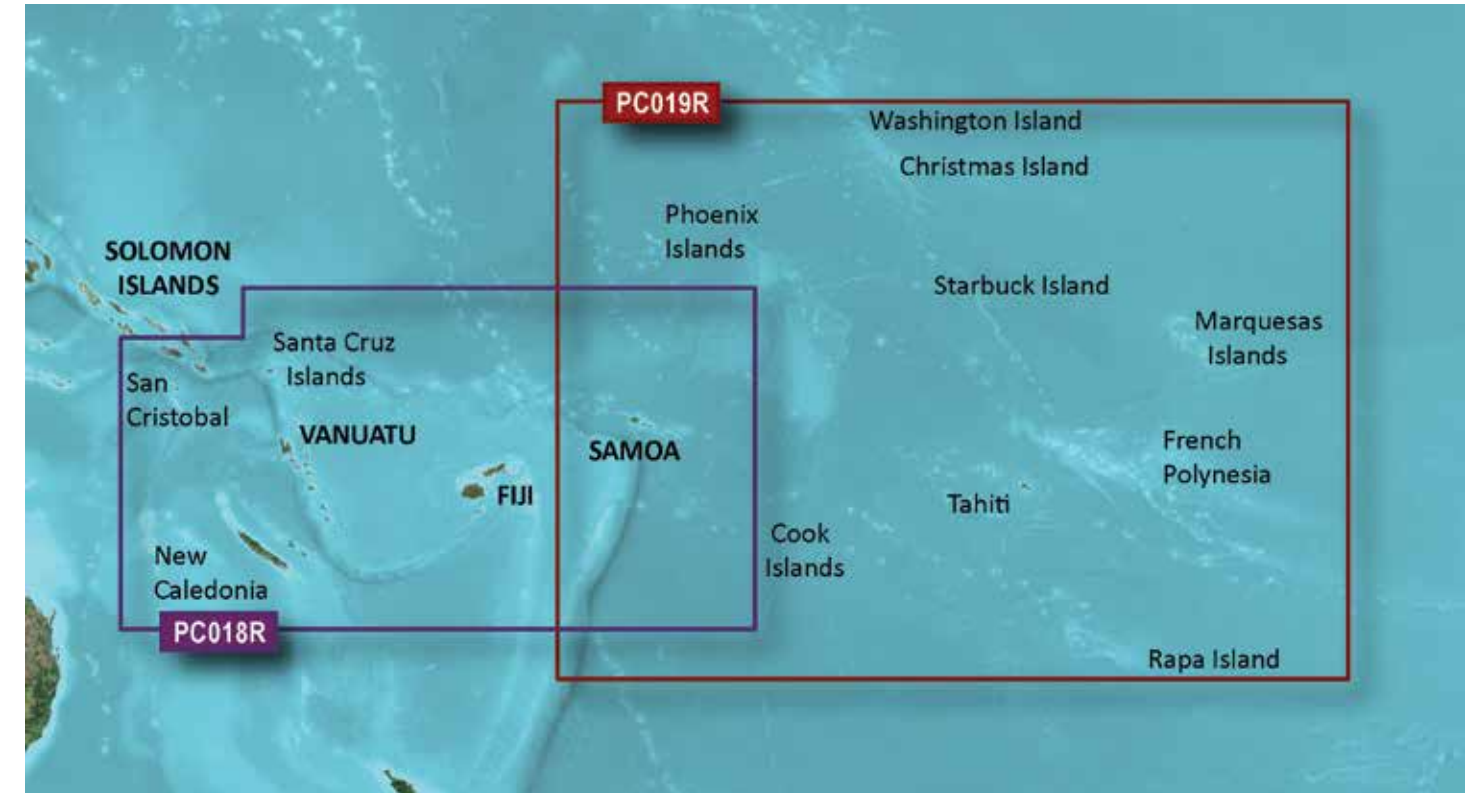 PC019R
Washington Island
Christmas Island
Phoenix
Islands
SOLOMON
ISLANDS
Starbuck Island
Marquesas
Islands
Santa Cruz
Islands
San
Cristobal
VANUATU
SAMOA
French
Polynesia
FIJI
Tahiti
Cook
Islands
New
Caledonia
PC018R
Rapa Island